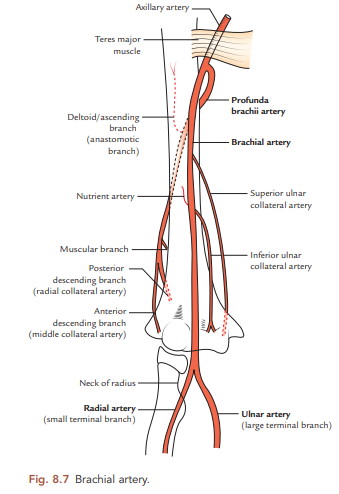 Axillary artery
Teres major
muscle
Profunda
brachii artery
Deltoid/ascending
branch
(anastomotic
branch)
Brachial artery
Nutrient artery
Superior ulnar
collateral artery
Muscular branch
Inferior ulnar
collateral artery
Posterior
descending branch
(radial collateral artery)
Anterior
descending branch
(middle collateral artery)
Neck of radius
Radial artery
(small terminal branch)
Ulnar artery
(large terminal branch)
Fig. 8.7 Brachial artery.